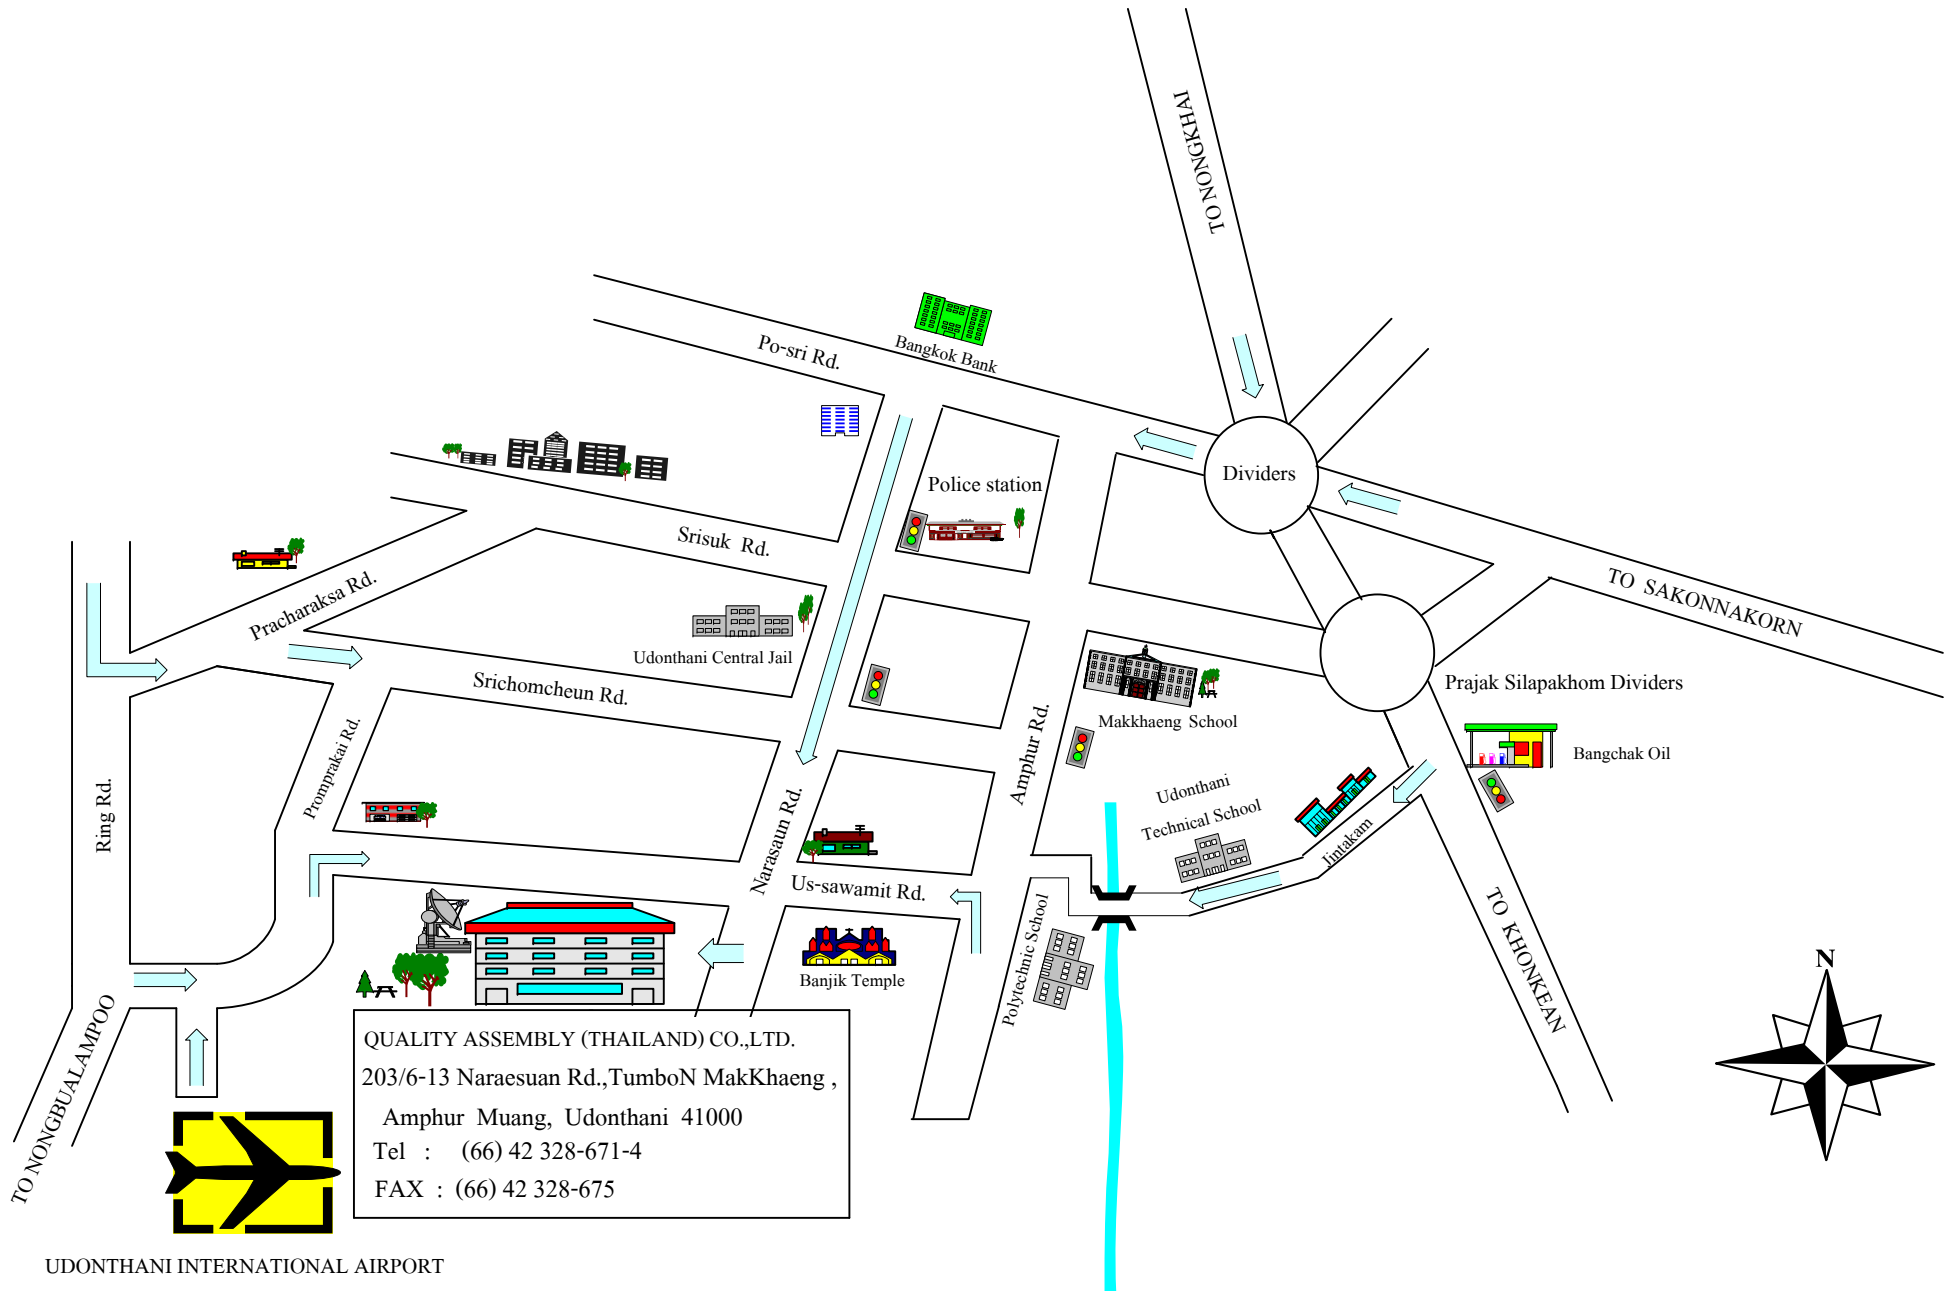 TO NONGKHAI
Bangkok Bank
Po-sri Rd.
Dividers
Police station
Srisuk Rd.
TO SAKONNAKORN
Pracharaksa Rd.
Udonthani Central Jail
Srichomcheun Rd.
Prajak Silapakhom Dividers
Makkhaeng School
Amphur Rd.
Bangchak Oil
Promprakai Rd.
Ring Rd.
Udonthani
Technical School
Jintakam
Narasaun Rd.
Us-sawamit Rd.
Polytechnic School
TO KHONKEAN
Banjik Temple
N
TO NONGBUALAMPOO
QUALITY ASSEMBLY (THAILAND) CO.,LTD.
203/6-13 Naraesuan Rd.,TumboN MakKhaeng ,
Amphur Muang, Udonthani 41000
Tel : (66) 42 328-671-4
FAX : (66) 42 328-675
UDONTHANI INTERNATIONAL AIRPORT